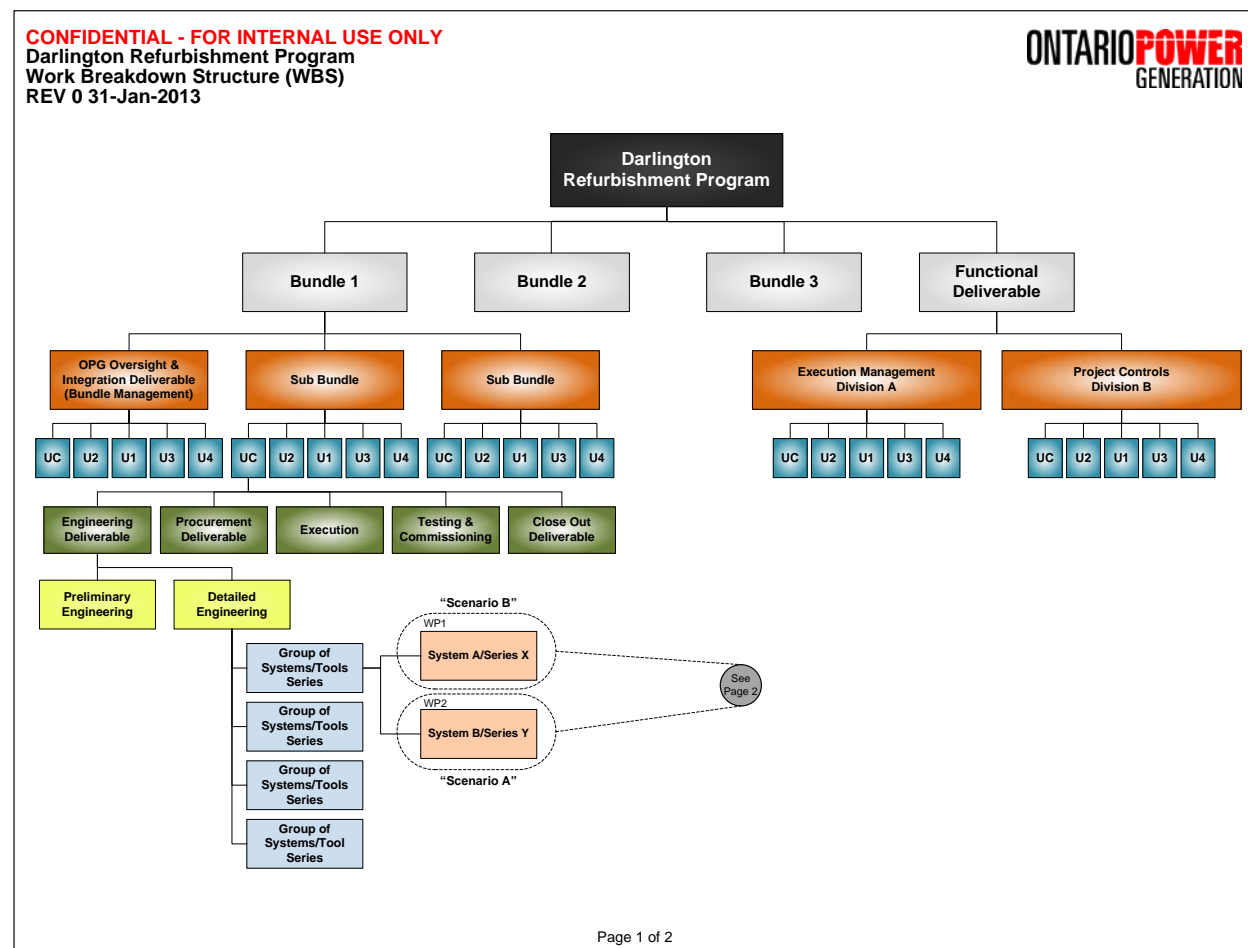 CONFIDENTIAL - FOR INTERNAL USE ONLY
Darlington Refurbishment Program
Work Breakdown Structure (WBS)
REV 0 31-Jan-2013
ONTARIOPOWER
GENERATION
Darlington
Refurbishment Program
Bundle 1
Bundle 2
Bundle 3
Functional
Deliverable
OPG Oversight &
Integration Deliverable
(Bundle Management)
Sub Bundle
Sub Bundle
Execution Management
Division A
Project Controls
Division B
UC U2 U1 U3 U4
UC U2 U1 U3 U4
UC U2 U1 U3 U4
UC U2 U1 U3 U4
UC U2 U1 U3 U4
Engineering
Deliverable
Procurement
Deliverable
Execution
Testing &
Commissioning
Close Out
Deliverable
Preliminary
Engineering
Detailed
Engineering
"Scenario B"
WP1
System A/Series X
Group of
Systems/Tools
Series
See
Page 2
WP2
System B/Series Y
"Scenario A"
Group of
Systems/Tools
Series
Group of
Systems/Tools
Series
Group of
Systems/Tool
Series
Page 1 of 2